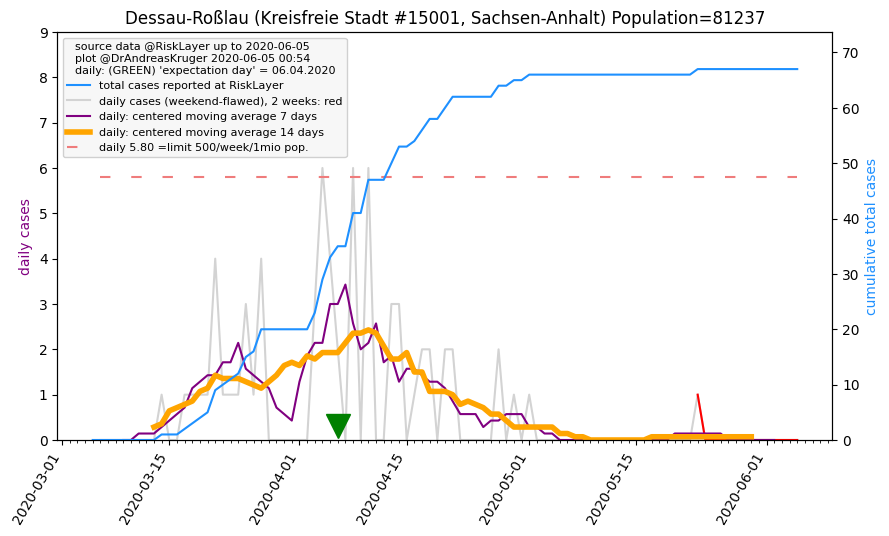 Dessau-Roßlau (Kreisfreie Stadt #15001, Sachsen-Anhalt) Population=81237
source data @RiskLayer up to 2020-06-05
plot @DrAndreasKruger 2020-06-05 00:54
daily: (GREEN) 'expectation day' = 06.04.2020
total cases reported at RiskLayer
daily cases (weekend-flawed), 2 weeks: red
daily: centered moving average 7 days
daily: centered moving average 14 days
daily 5.80 =limit 500/week/1mio pop.
daily cases
9
8
7
6
5
4
3
2
1
0
70
60
50
40
30
20
10
0
cumulative total cases
2020-03-01
2020-03-15
2020-04-01
2020-04-15
2020-05-01
2020-05-15
2020-06-01